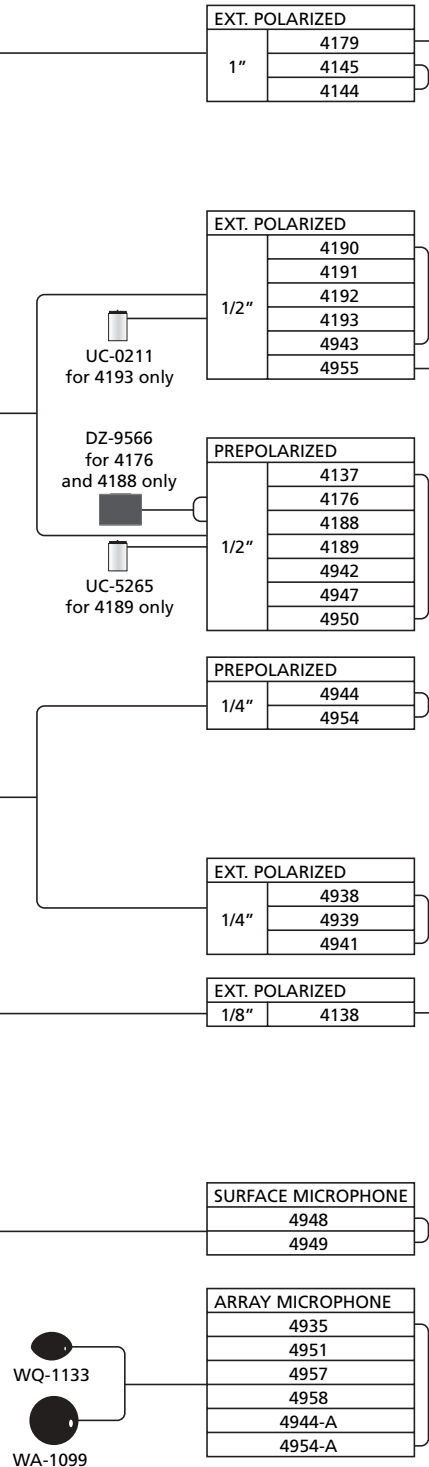 EXT. POLARIZED
1”
4179
4145
4144
EXT. POLARIZED
1/2”
4190
4191
4192
4193
4943
4955
UC-0211
for 4193 only
DZ-9566
for 4176
and 4188 only
UC-5265
for 4189 only
PREPOLARIZED
1/2”
4137
4176
4188
4189
4942
4947
4950
PREPOLARIZED
1/4”
4944
4954
EXT. POLARIZED
1/4”
4938
4939
4941
EXT. POLARIZED
1/8” 4138
SURFACE MICROPHONE
4948
4949
ARRAY MICROPHONE
4935
4951
4957
4958
4944-A
4954-A
WQ-1133
WA-1099